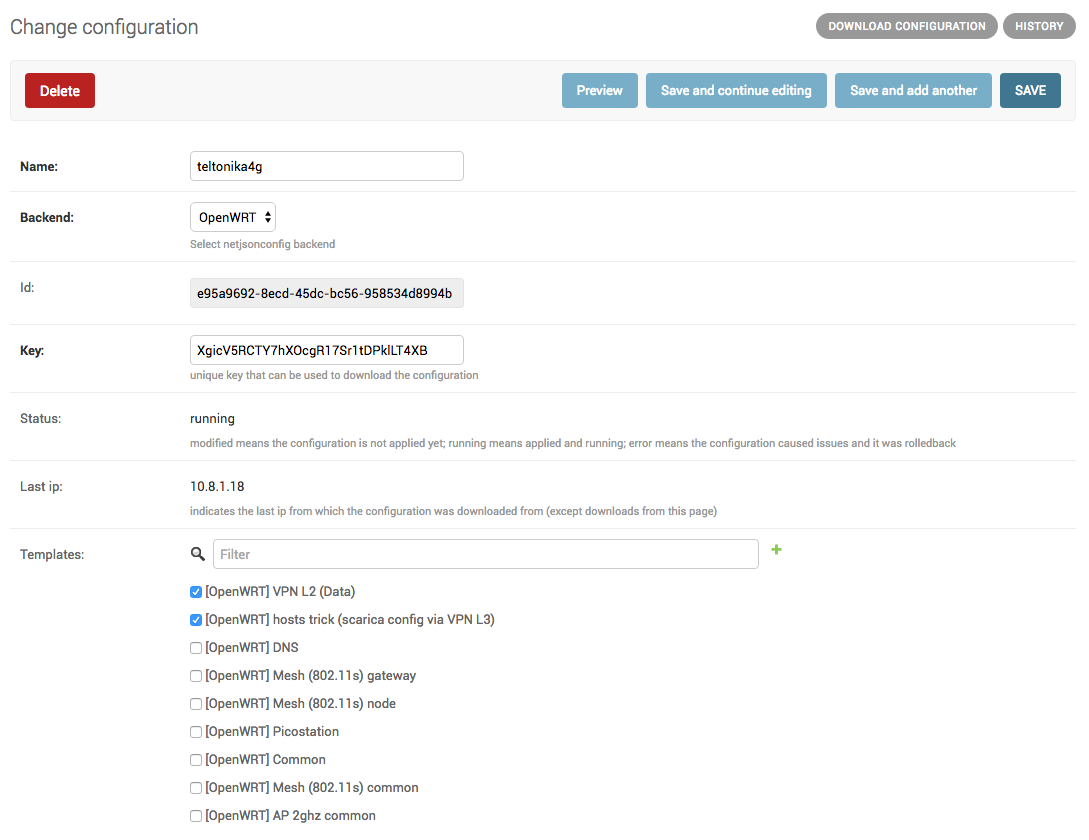 Change configuration
DOWNLOAD CONFIGURATION HISTORY
Delete Preview Save and continue editing Save and add another SAVE
Name: teltonika4g
Backend: OpenWRT
Select netjsonconfig backend
Id: e95a9692-8ecd-45dc-bc56-958534d8994b
Key: XgicV5RCTY7hXOcgR17Sr1tDPklLT4XB
unique key that can be used to download the configuration
Status: running
modified means the configuration is not applied yet; running means applied and running; error means the configuration caused issues and it was rolledback
Last ip: 10.8.1.18
indicates the last ip from which the configuration was downloaded from (except downloads from this page)
Templates: Filter
[OpenWRT] VPN L2 (Data)
[OpenWRT] hosts trick (scarica config via VPN L3)
[OpenWRT] DNS
[OpenWRT] Mesh (802.11s) gateway
[OpenWRT] Mesh (802.11s) node
[OpenWRT] Picostation
[OpenWRT] Common
[OpenWRT] Mesh (802.11s) common
[OpenWRT] AP 2ghz common